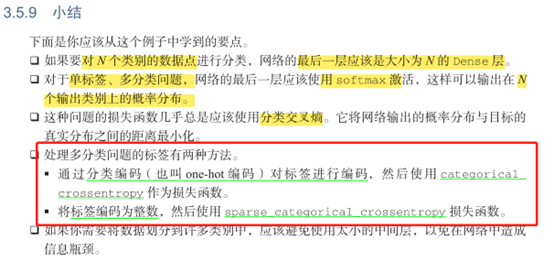 3.5.9 小结
下面是你应该从这个例子中学到的要点。
❑ 如果要对 N 个类别的数据点进行分类，网络的最后一层应该是大小为 N 的 Dense 层。
❑ 对于单标签、多分类问题，网络的最后一层应该使用 softmax 激活，这样可以输出在 N
个输出类别上的概率分布。
❑ 这种问题的损失函数几乎总是应该使用分类交叉熵。它将网络输出的概率分布与目标的
真实分布之间的距离最小化。
❑ 处理多分类问题的标签有两种方法。
▪ 通过分类编码（也叫 one-hot 编码）对标签进行编码，然后使用 categorical_
crossentropy 作为损失函数。
▪ 将标签编码为整数，然后使用 sparse_categorical_crossentropy 损失函数。
❑ 如果你需要将数据划分到许多类别中，应该避免使用太小的中间层，以免在网络中造成
信息瓶颈。